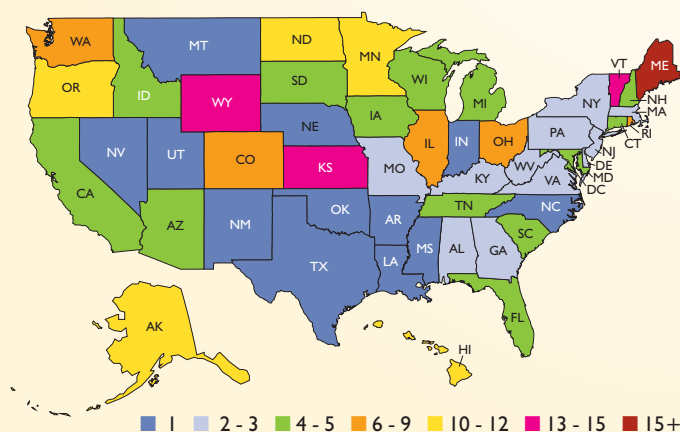 WA
MT
ND
MN
VT
ME
OR
ID
SD
WI
MI
NY
NH
MA
WY
IA
PA
RI
CT
NE
IL
IN
OH
NJ
NV
UT
CO
WV
DE
MD
DC
CA
KS
MO
KY
VA
AZ
NM
OK
AR
TN
NC
SC
TX
LA
MS
AL
GA
FL
AK
HI
1 2 - 3 4 - 5 6 - 9 10 - 12 13 - 15 15+